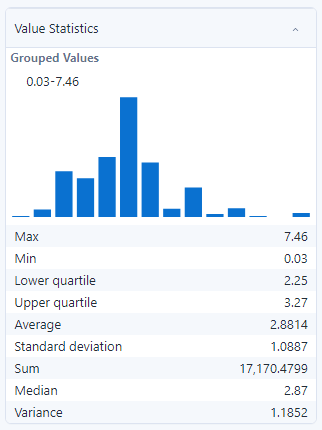 Value Statistics
Grouped Values
0.03-7.46
Max 7.46
Min 0.03
Lower quartile 2.25
Upper quartile 3.27
Average 2.8814
Standard deviation 1.0887
Sum 17,170.4799
Median 2.87
Variance 1.1852